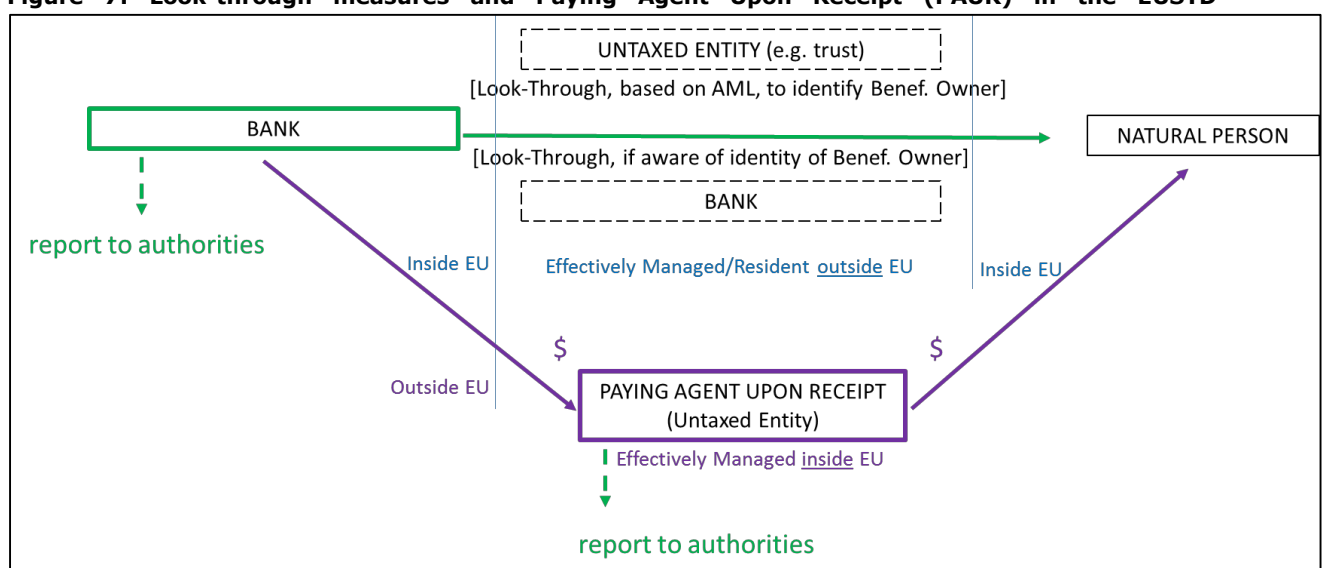 Figure 7: Look-through measures and Paying Agent Upon Receipt (PAUR) in the EUSTD
UNTAXED ENTITY (e.g. trust)
[Look-Through, based on AML, to identify Benef. Owner]
BANK
NATURAL PERSON
[Look-Through, if aware of identity of Benef. Owner]
BANK
report to authorities
Inside EU
Effectively Managed/Resident outside EU
Inside EU
$
$
Outside EU
PAYING AGENT UPON RECEIPT
(Untaxed Entity)
Effectively Managed inside EU
report to authorities